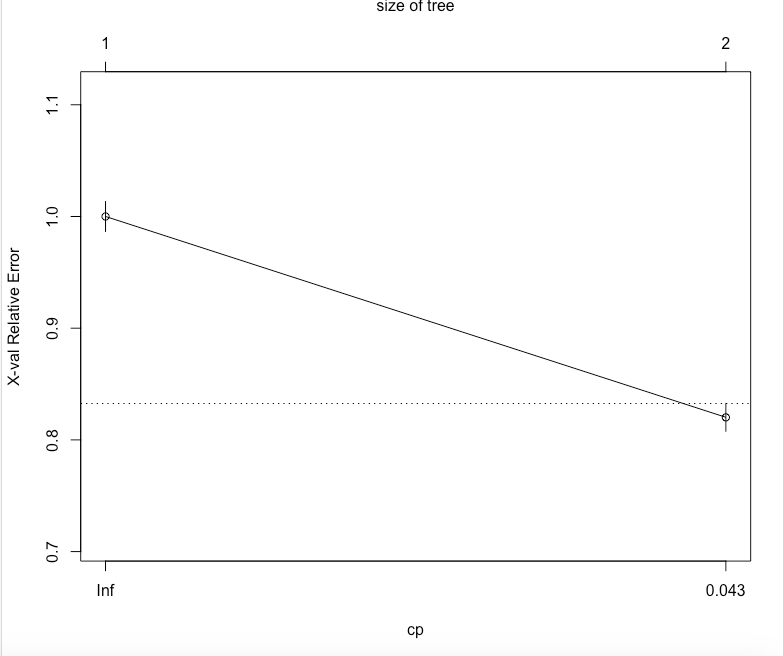 size of tree
1 2
1.1
1.0
0.9
0.8
0.7
X-val Relative Error
Inf 0.043
cp